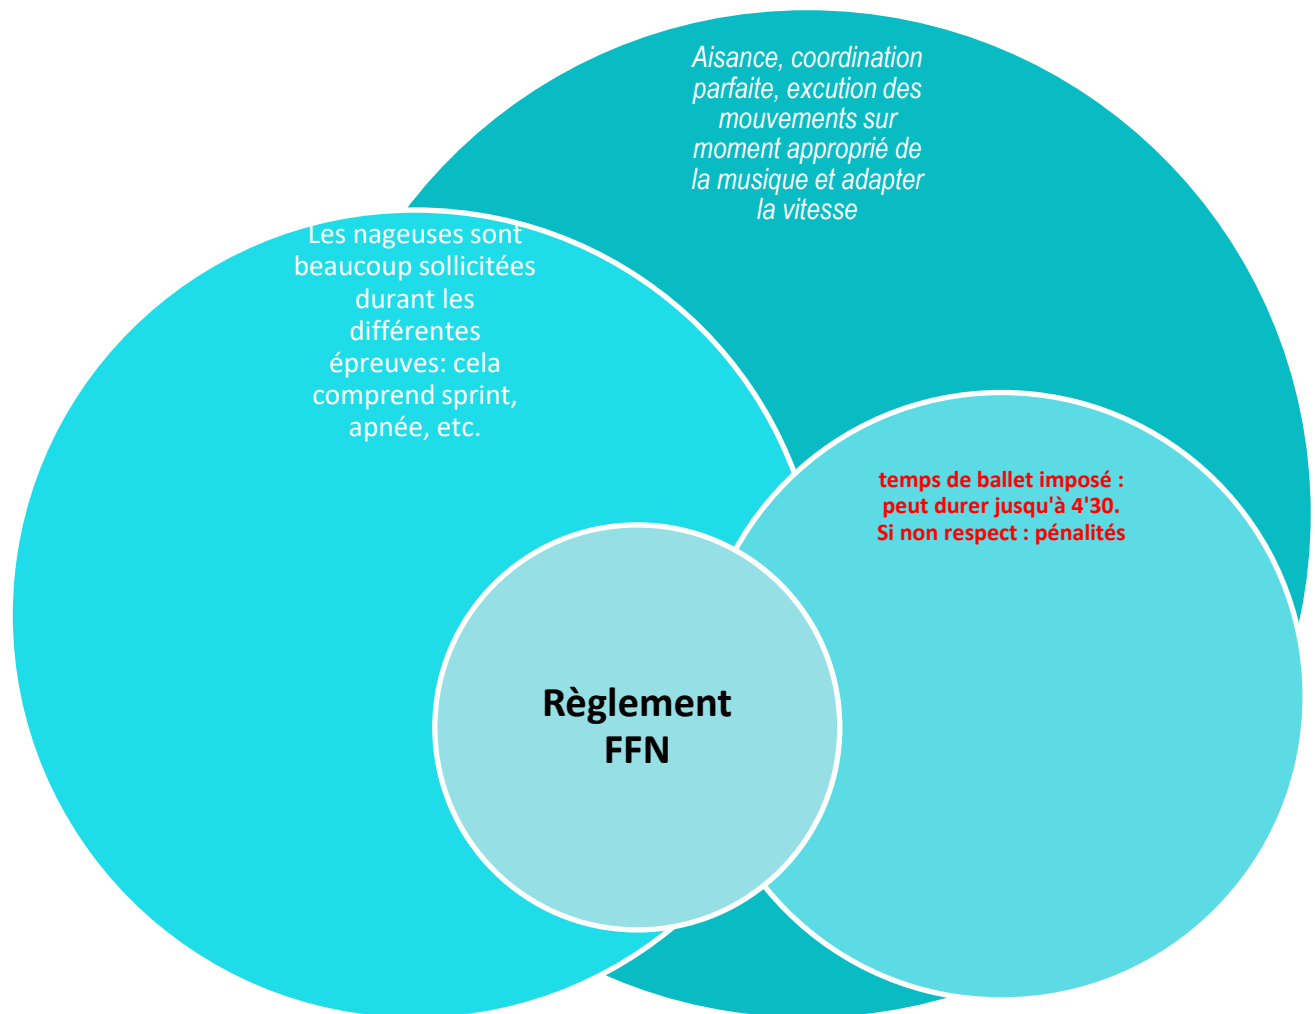 Aisance, coordination
parfaite, excution des
mouvements sur
moment approprié de
la musique et adapter
la vitesse
Les nageuses sont
beaucoup sollicitées
durant les
différentes
épreuves: cela
comprend sprint,
apnée, etc.
temps de ballet imposé :
peut durer jusqu'à 4'30.
Si non respect : pénalités
Règlement
FFN